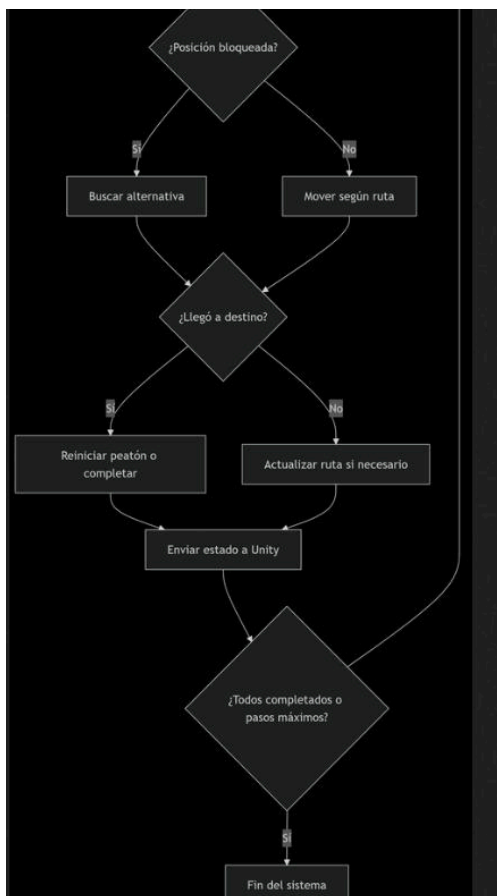 ¿Posición bloqueada?
Sí
No
Buscar alternativa
Mover según ruta
¿Llegó a destino?
Sí
No
Reiniciar peatón o
completar
Actualizar ruta si necesario
Enviar estado a Unity
¿Todos completados o
pasos máximos?
Sí
Fin del sistema